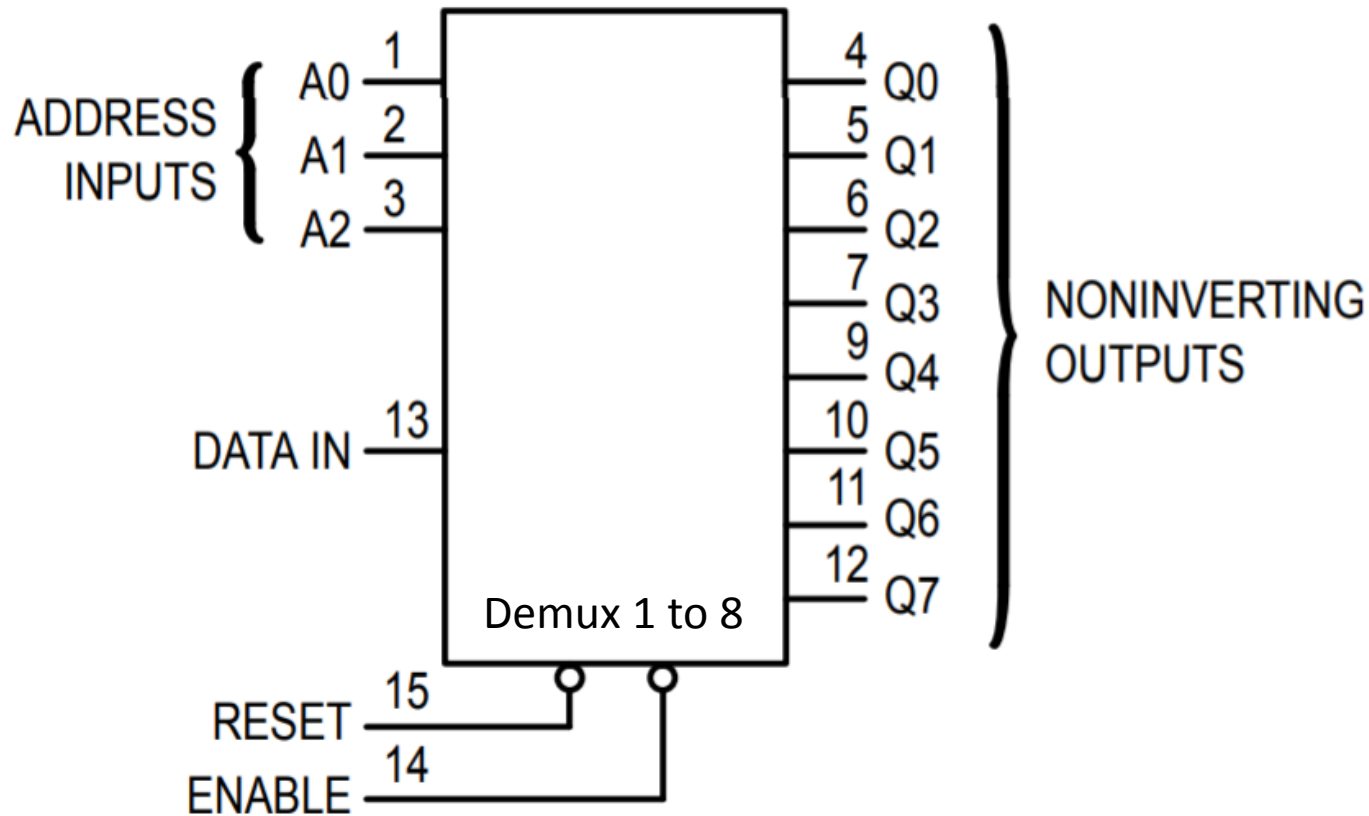 ADDRESS
INPUTS
A0
1
A1
2
A2
3
DATA IN
13
Demux 1 to 8
RESET
15
ENABLE
14
4
Q0
5
Q1
6
Q2
7
Q3
9
Q4
10
Q5
11
Q6
12
Q7
NONINVERTING
OUTPUTS